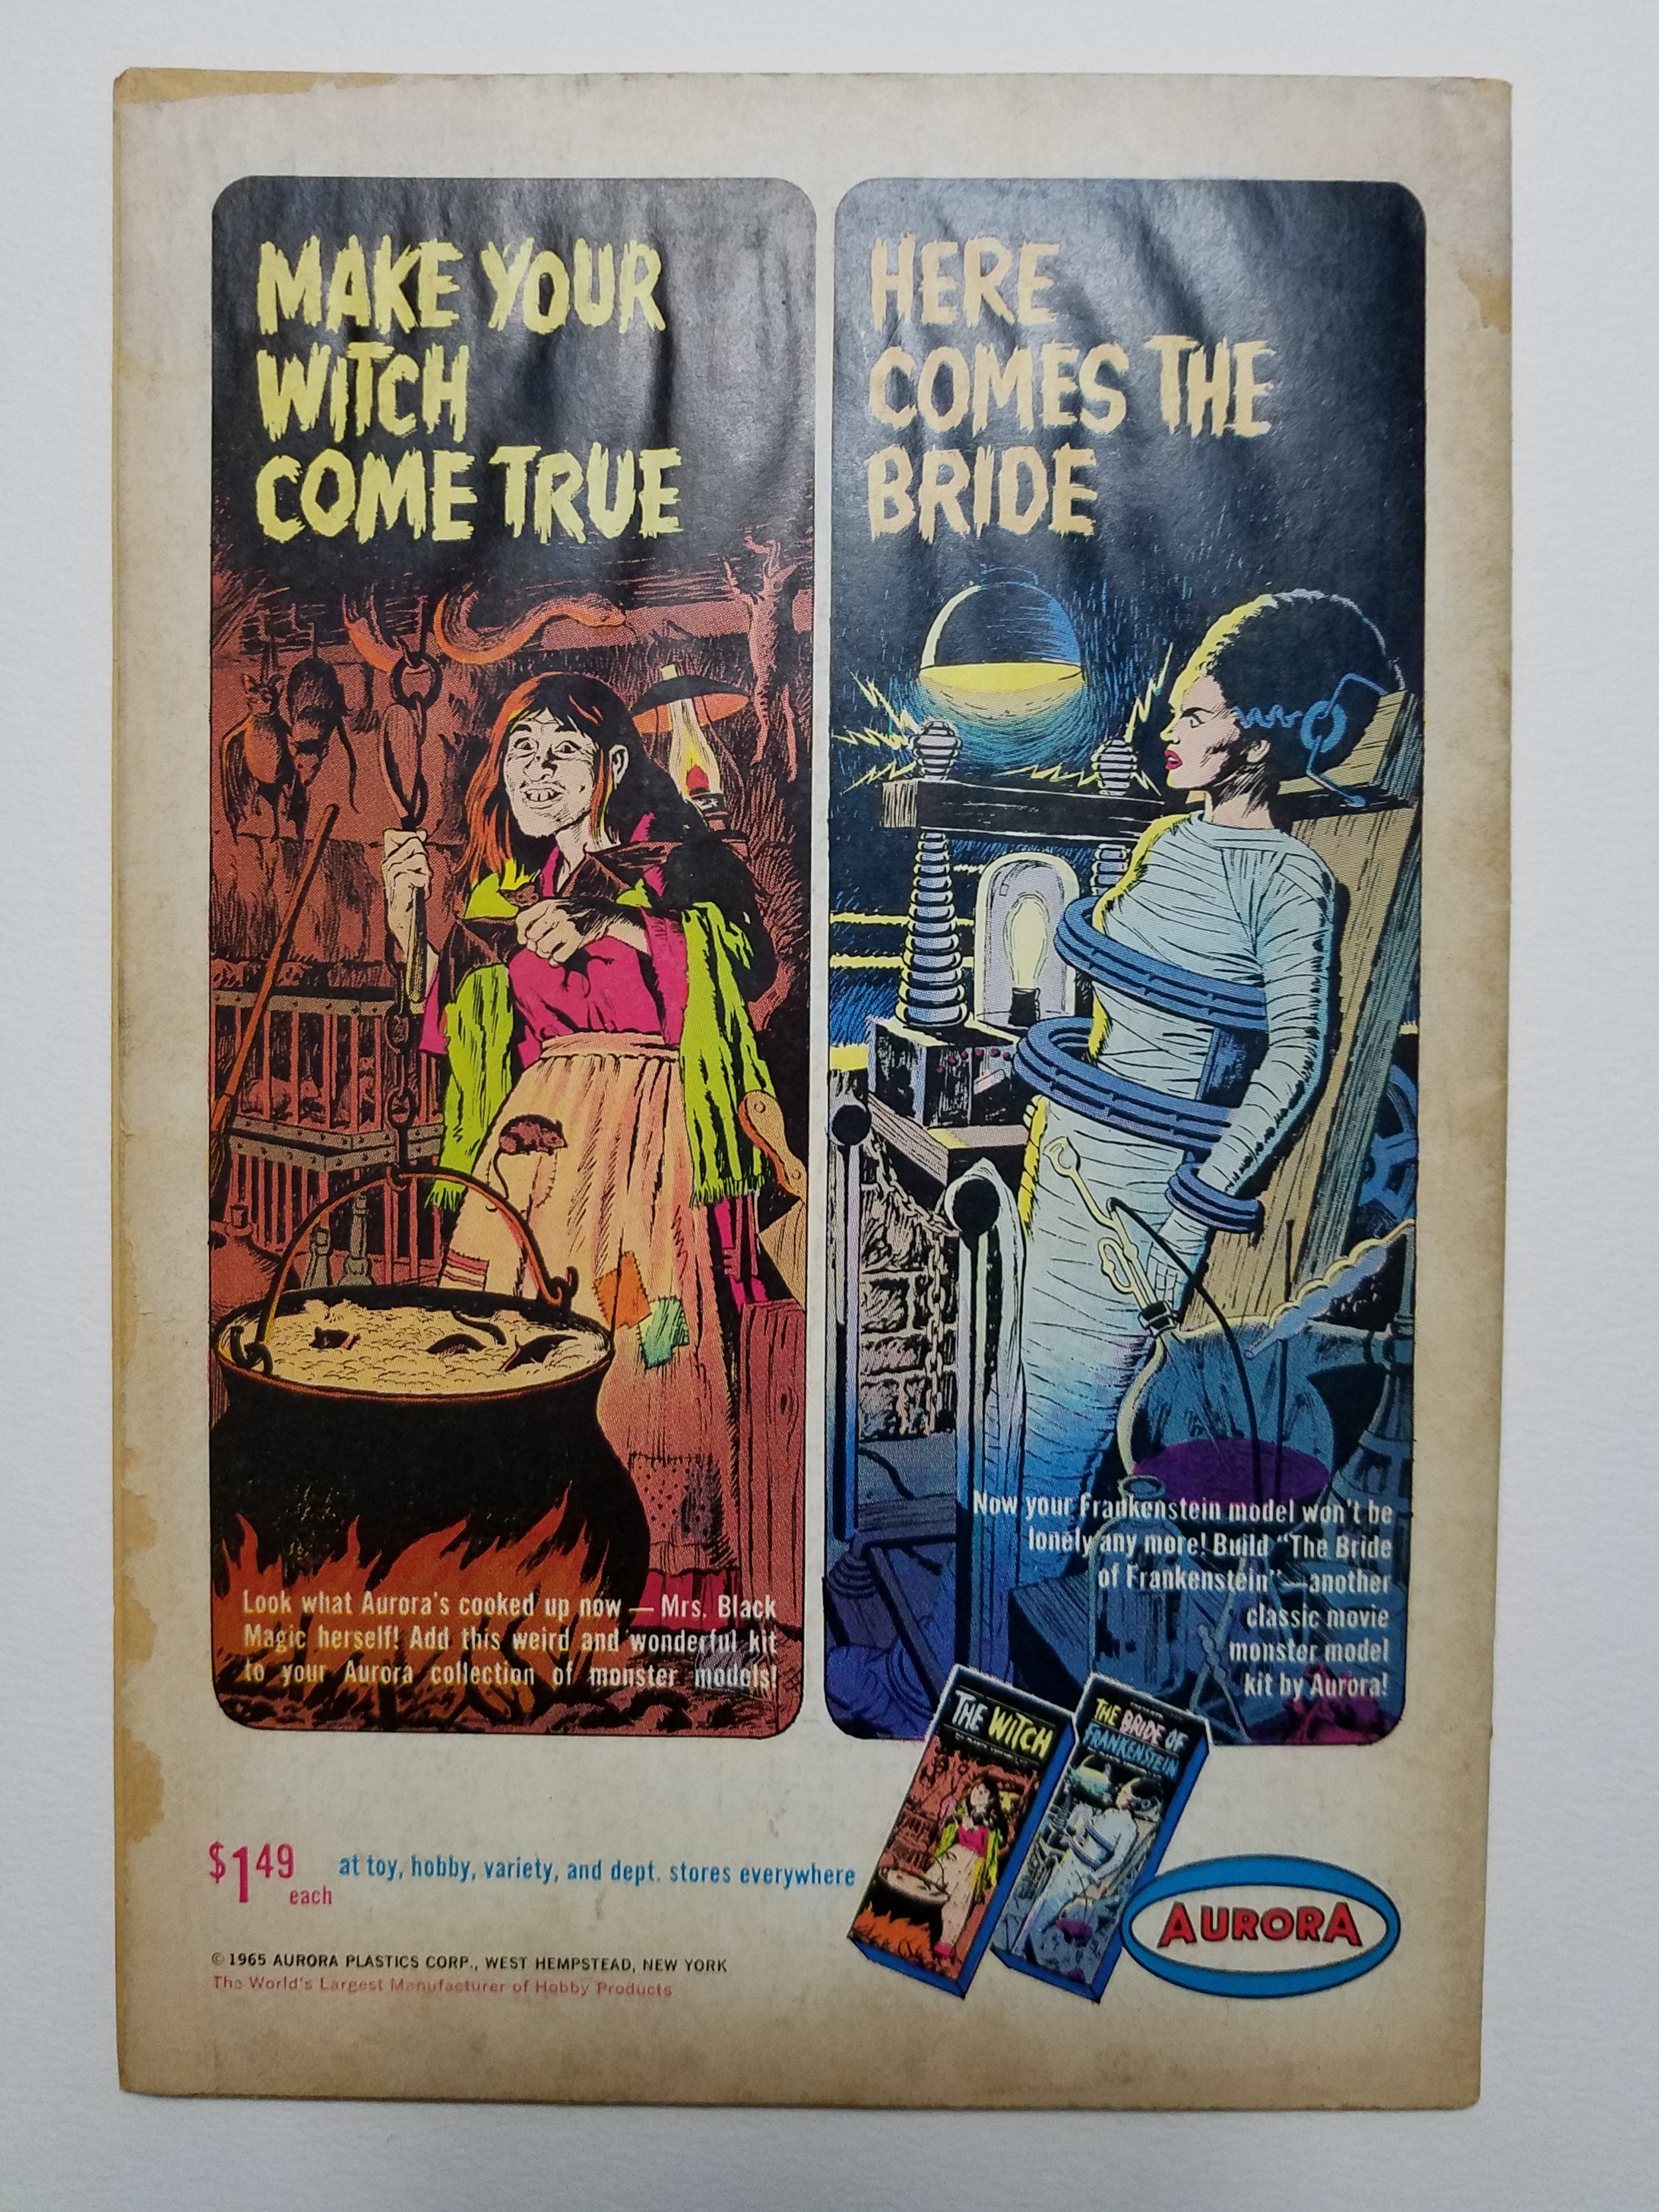 MAKE YOUR
WITCH
COME TRUE
Look what Aurora's cooked up now — Mrs. Black
Magic herself! Add this weird and wonderful kit
to your Aurora collection of monster models!
HERE
COMES THE
BRIDE
Now your Frankenstein model won't be
lonely any more! Build "The Bride
of Frankenstein"—another
classic movie
monster model
kit by Aurora!
THE WITCH
THE BRIDE OF
FRANKENSTEIN
$1.49 each
at toy, hobby, variety, and dept. stores everywhere
AURORA
© 1965 AURORA PLASTICS CORP., WEST HEMPSTEAD, NEW YORK
The World's Largest Manufacturer of Hobby Products